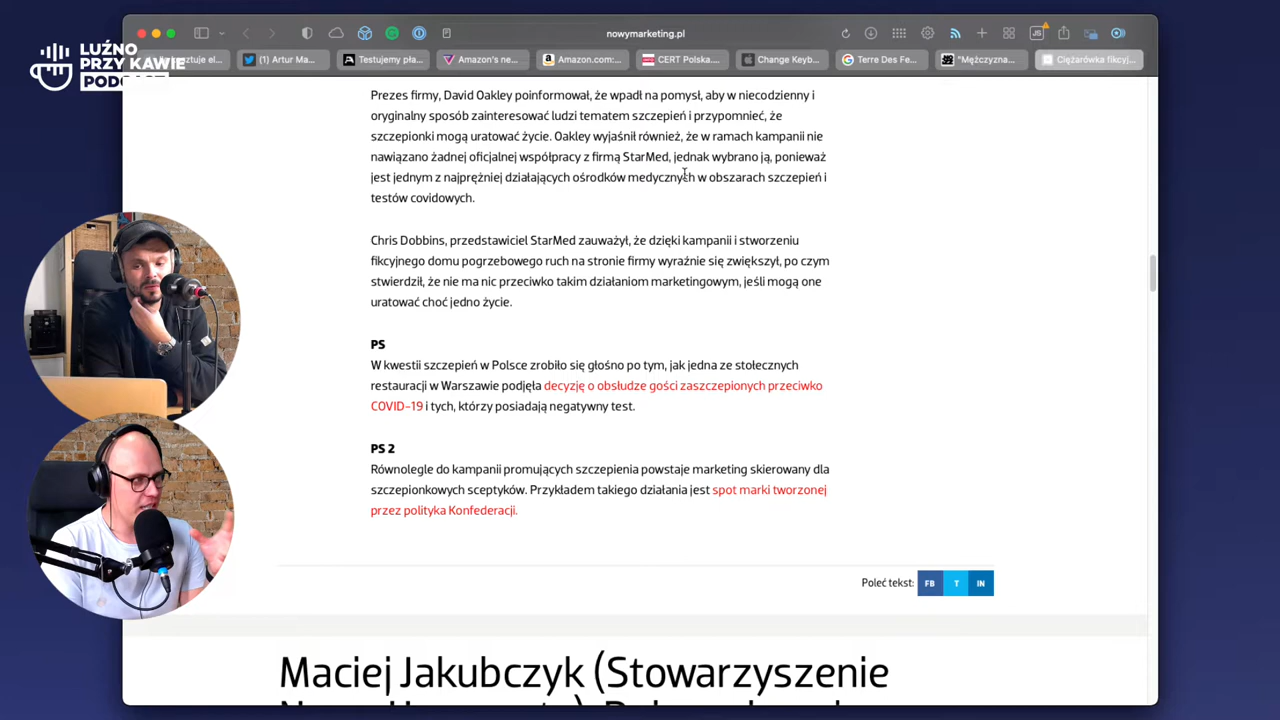 LUŹNO
PRZY KAWIE
PODCAST
nowymarketing.pl
ztuje el...
(1) Artur Ma...
Testujemy pła...
Amazon's ne...
Amazon.com:...
CERT Polska...
Change Keyb...
Terre Des Fe...
"Mężczyzna...
Ciężarówka fikcyj...
Prezes firmy, David Oakley poinformował, że wpadł na pomysł, aby w niecodzienny i
oryginalny sposób zainteresować ludzi tematem szczepień i przypomnieć, że
szczepionki mogą uratować życie. Oakley wyjaśnił również, że w ramach kampanii nie
nawiązano żadnej oficjalnej współpracy z firmą StarMed, jednak wybrano ją, ponieważ
jest jednym z najprężniej działających ośrodków medycznych w obszarach szczepień i
testów covidowych.
Chris Dobbins, przedstawiciel StarMed zauważył, że dzięki kampanii i stworzeniu
fikcyjnego domu pogrzebowego ruch na stronie firmy wyraźnie się zwiększył, po czym
stwierdził, że nie ma nic przeciwko takim działaniom marketingowym, jeśli mogą one
uratować choć jedno życie.
PS
W kwestii szczepień w Polsce zrobiło się głośno po tym, jak jedna ze stołecznych
restauracji w Warszawie podjęła decyzję o obsłudze gości zaszczepionych przeciwko
COVID-19 i tych, którzy posiadają negatywny test.
PS 2
Równolegle do kampanii promujących szczepienia powstaje marketing skierowany dla
szczepionkowych sceptyków. Przykładem takiego działania jest spot marki tworzonej
przez polityka Konfederacji.
Poleć tekst: FB T IN
Maciej Jakubczyk (Stowarzyszenie